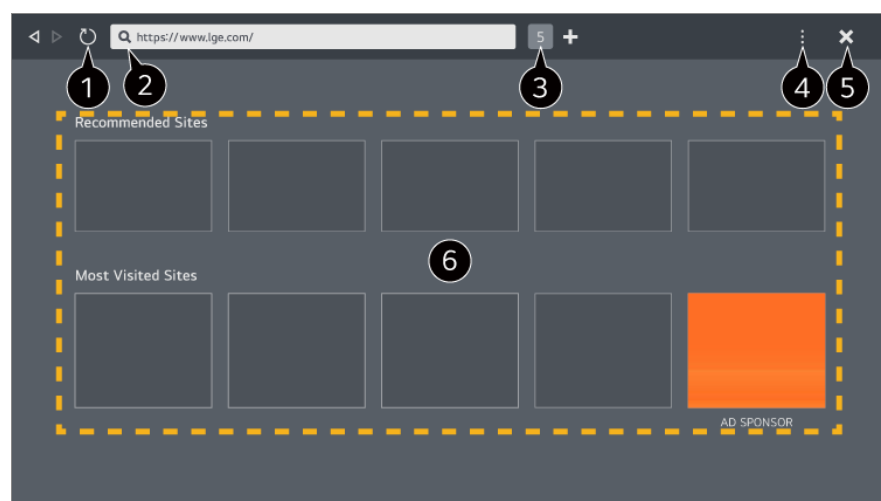 https://www.lge.com/ 5
1 2 3 4 5
Recommended Sites
6
Most Visited Sites
AD SPONSOR